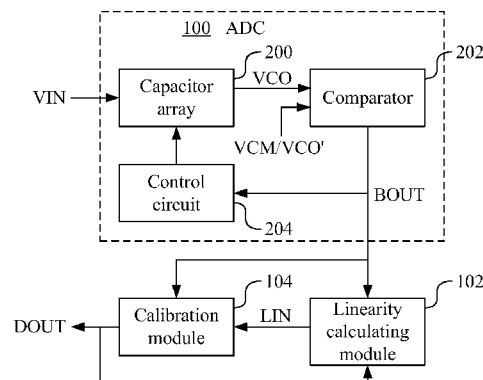 100 ADC
200
202
VIN
Capacitor
array
VCO
Comparator
VCM/VCO'
Control
circuit
BOUT
204
104
102
DOUT
Calibration
module
LIN
Linearity
calculating
module